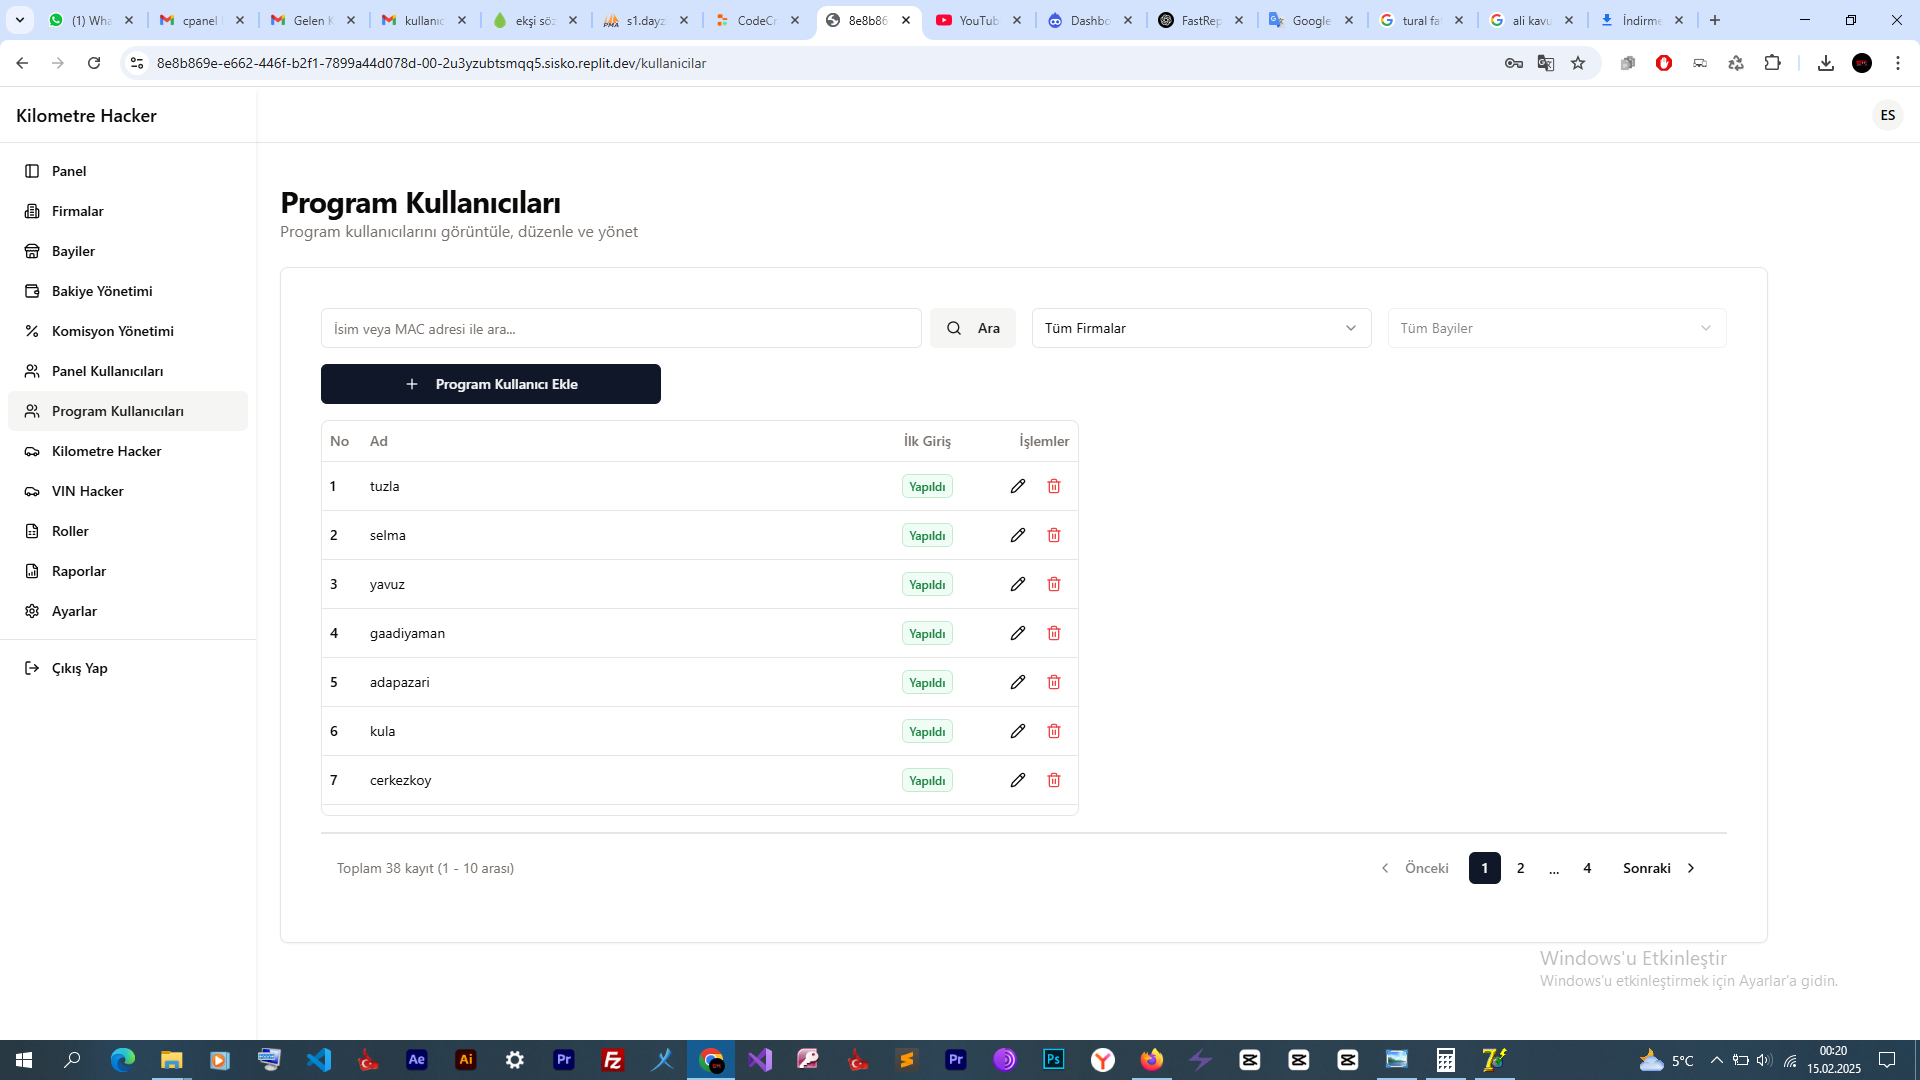 (1) Wha
cpanel
Gelen K
kullanıc
ekşi söz
s1.dayz
CodeCr
8e8b86
YouTub
Dashbo
FastRep
Google
tural fa
ali kavu
İndirme
8e8b869e-e662-446f-b2f1-7899a44d078d-00-2u3yzubtsmqq5.sisko.replit.dev/kullanicilar
Kilometre Hacker
ES
Panel
Firmalar
Bayiler
Bakiye Yönetimi
Komisyon Yönetimi
Panel Kullanıcıları
Program Kullanıcıları
Kilometre Hacker
VIN Hacker
Roller
Raporlar
Ayarlar
Çıkış Yap
Program Kullanıcıları
Program kullanıcılarını görüntüle, düzenle ve yönet
İsim veya MAC adresi ile ara...
Ara
Tüm Firmalar
Tüm Bayiler
Program Kullanıcı Ekle
No Ad İlk Giriş İşlemler
1 tuzla Yapıldı
2 selma Yapıldı
3 yavuz Yapıldı
4 gaadiyaman Yapıldı
5 adapazari Yapıldı
6 kula Yapıldı
7 cerkezkoy Yapıldı
Toplam 38 kayıt (1 - 10 arası)
Önceki 1 2 ... 4 Sonraki
Windows'u Etkinleştir
Windows'u etkinleştirmek için Ayarlar'a gidin.
Ae
Ai
Pr
Pr
Ps
5°C
00:20
15.02.2025